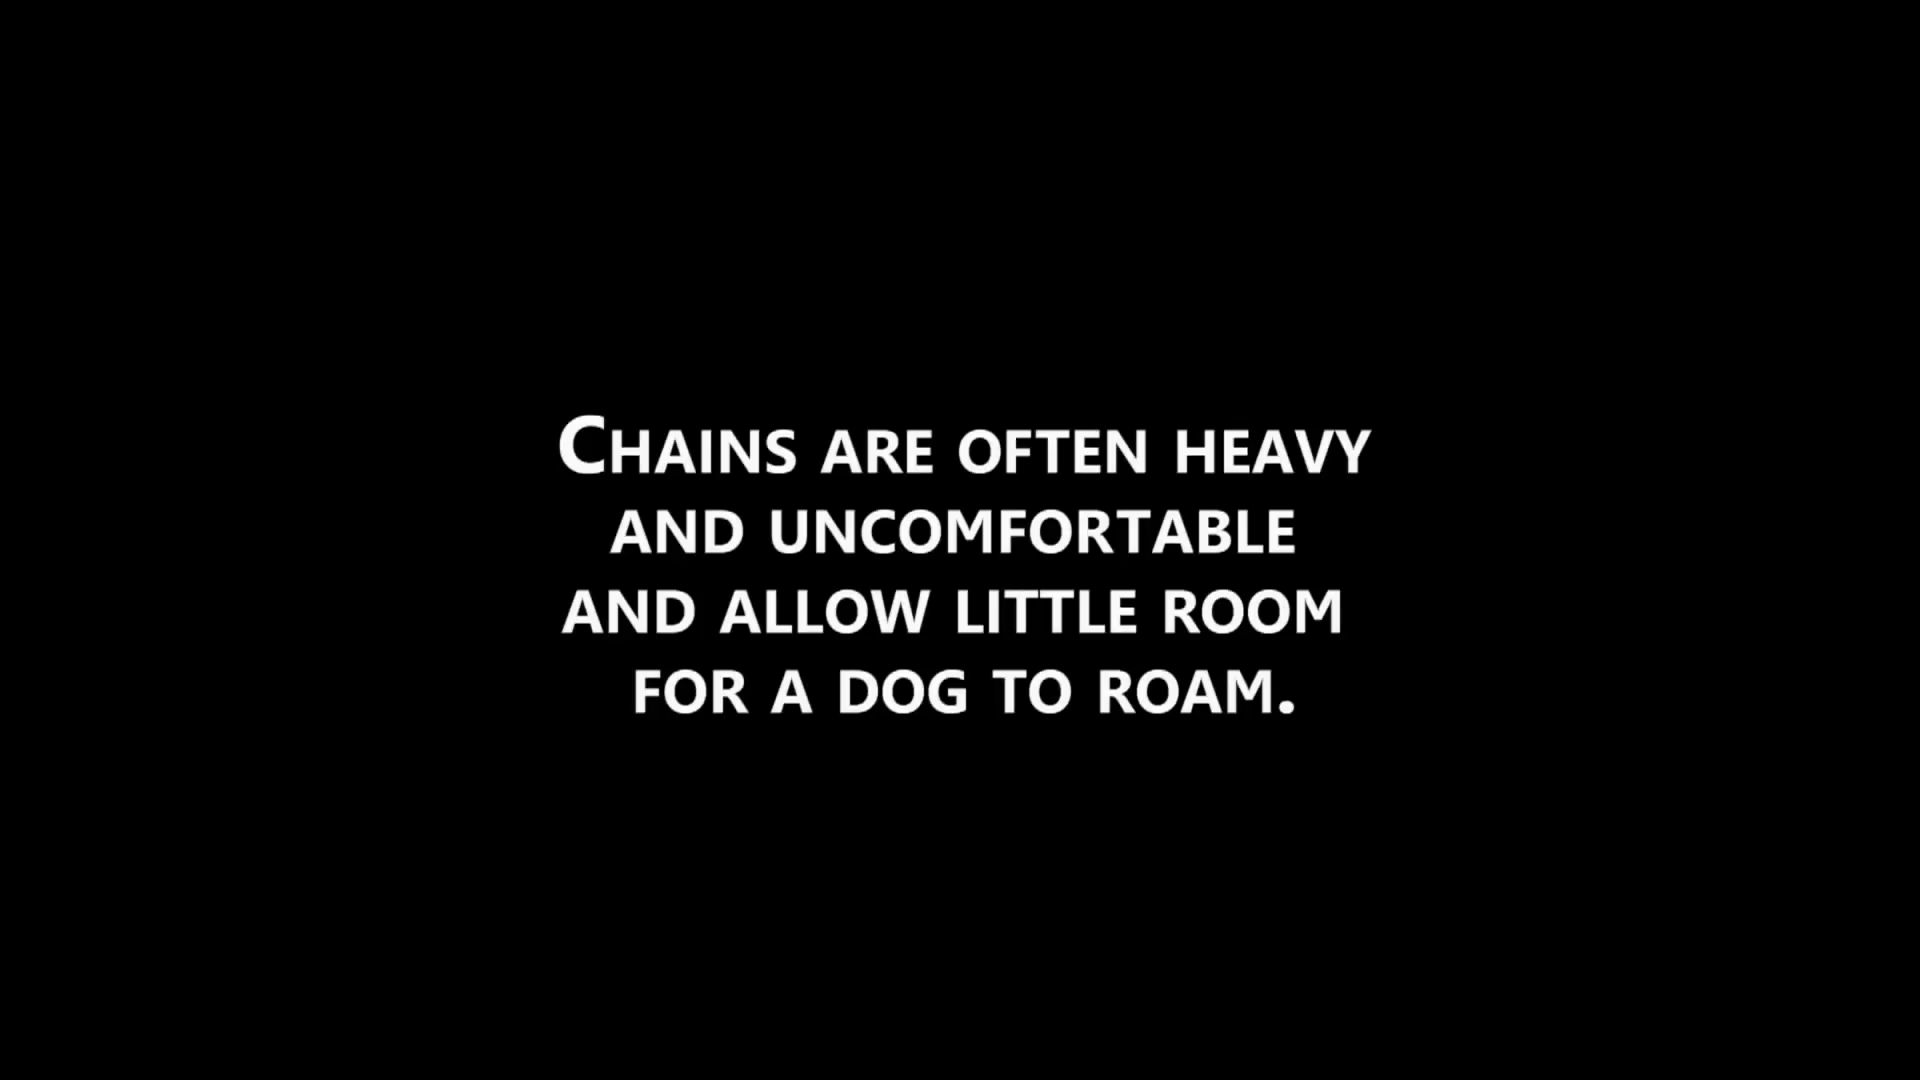 Chains are often heavy
and uncomfortable
and allow little room
for a dog to roam.